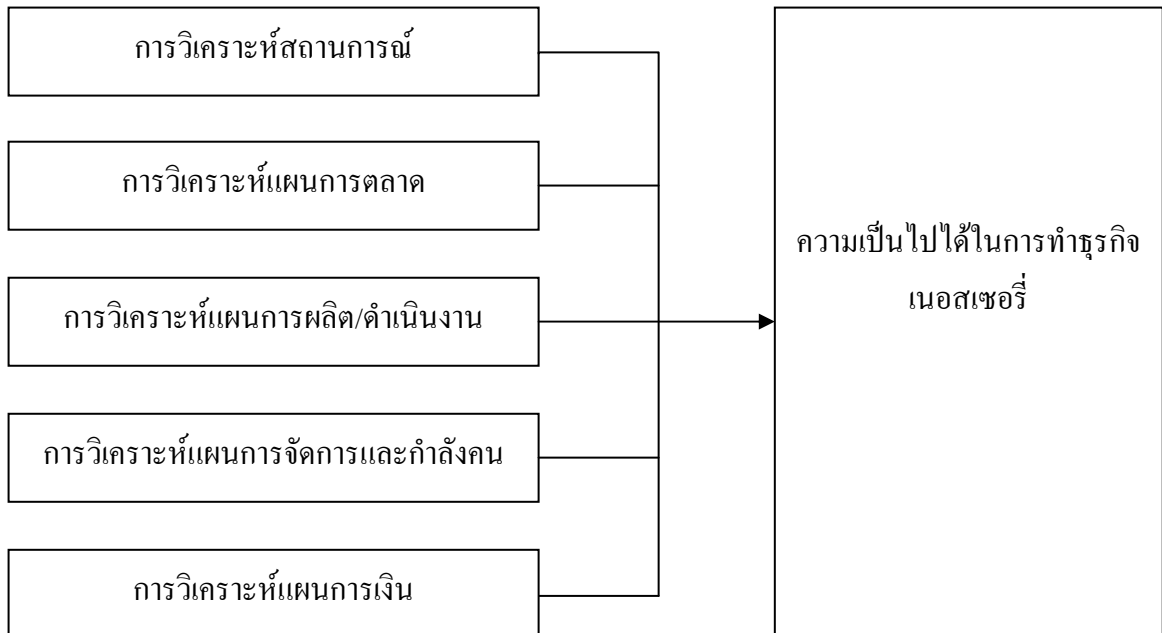 การวิเคราะห์สถานการณ์
การวิเคราะห์แผนการตลาด
การวิเคราะห์แผนการผลิต/ดำเนินงาน
การวิเคราะห์แผนการจัดการและกำลังคน
การวิเคราะห์แผนการเงิน
ความเป็นไปได้ในการทำธุรกิจ
เนอสเซอรี่